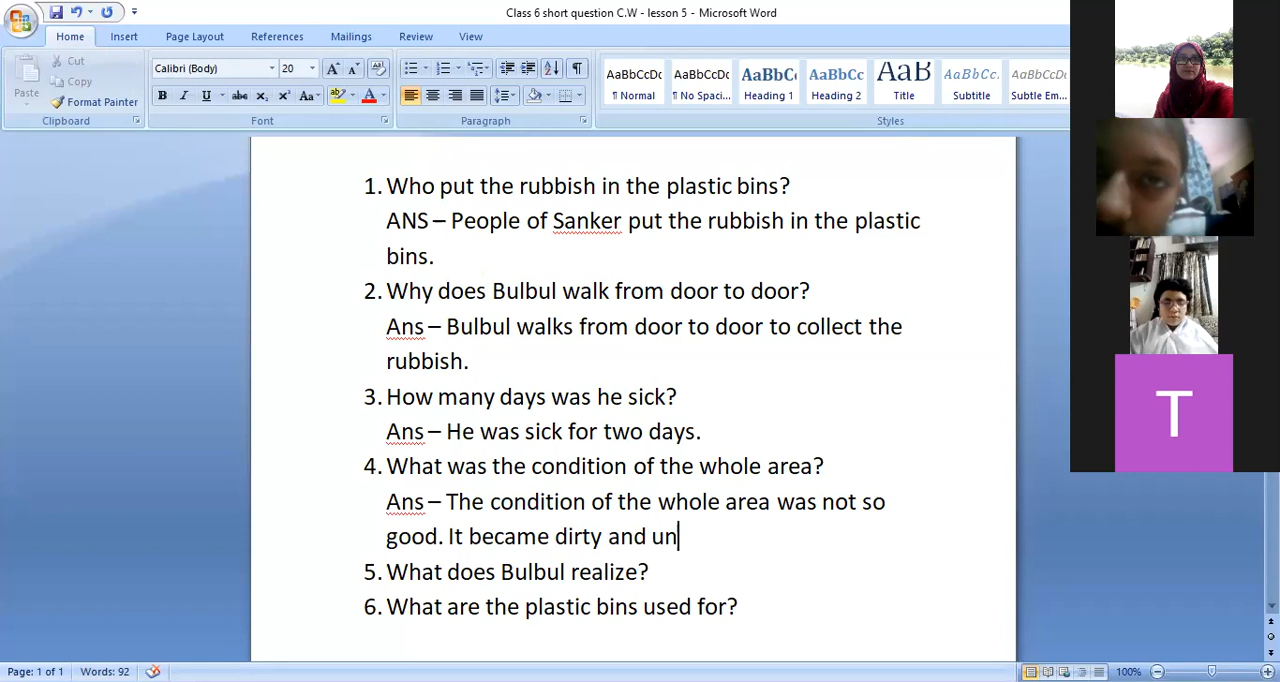 Class 6 short question C.W - lesson 5 - Microsoft Word
Home Insert Page Layout References Mailings Review View
Cut
Copy
Paste
Format Painter
Calibri (Body) 20
AaBbCcDc AaBbCcDc AaBbC AaBbCc AaB AaBbCc. AaBbCcDa
¶ Normal ¶ No Spaci... Heading 1 Heading 2 Title Subtitle Subtle Em...
Clipboard Font Paragraph Styles
1. Who put the rubbish in the plastic bins?
ANS – People of Sanker put the rubbish in the plastic
bins.
2. Why does Bulbul walk from door to door?
Ans – Bulbul walks from door to door to collect the
rubbish.
3. How many days was he sick?
Ans – He was sick for two days.
4. What was the condition of the whole area?
Ans – The condition of the whole area was not so
good. It became dirty and un
5. What does Bulbul realize?
6. What are the plastic bins used for?
T
Page: 1 of 1 Words: 92 100%